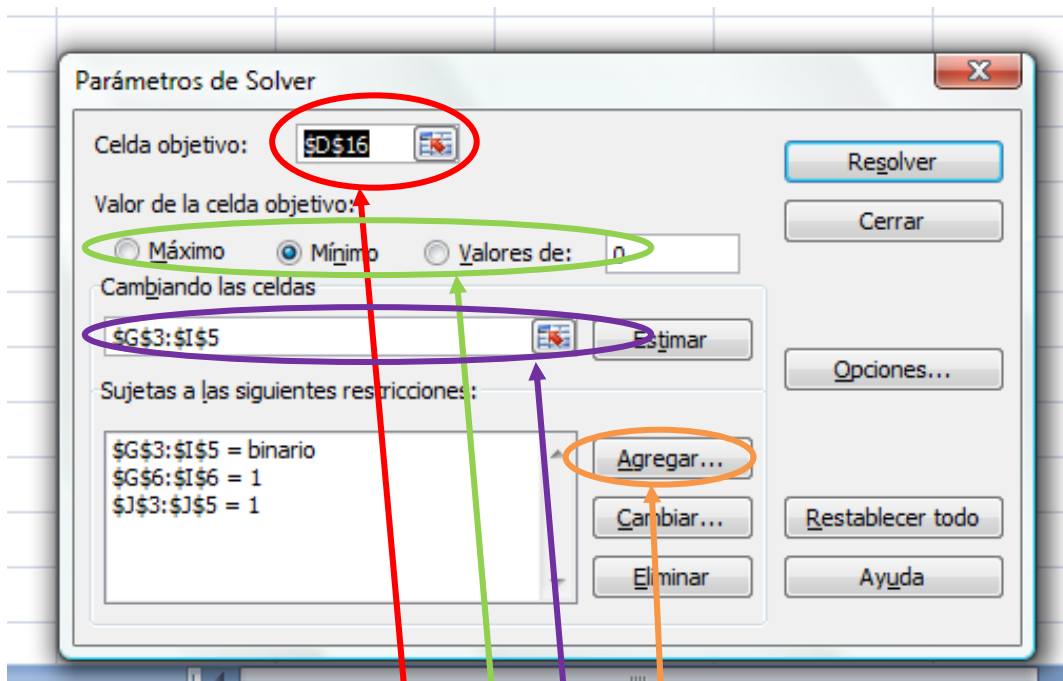 Parámetros de Solver
Celda objetivo: $D$16
Resolver
Valor de la celda objetivo:
Cerrar
Máximo Mínimo Valores de: 0
Cambiando las celdas
$G$3:$I$5 Estimar
Opciones...
Sujetas a las siguientes restricciones:
$G$3:$I$5 = binario
$G$6:$I$6 = 1
$J$3:$J$5 = 1
Agregar...
Cambiar... Restablecer todo
Eliminar Ayuda